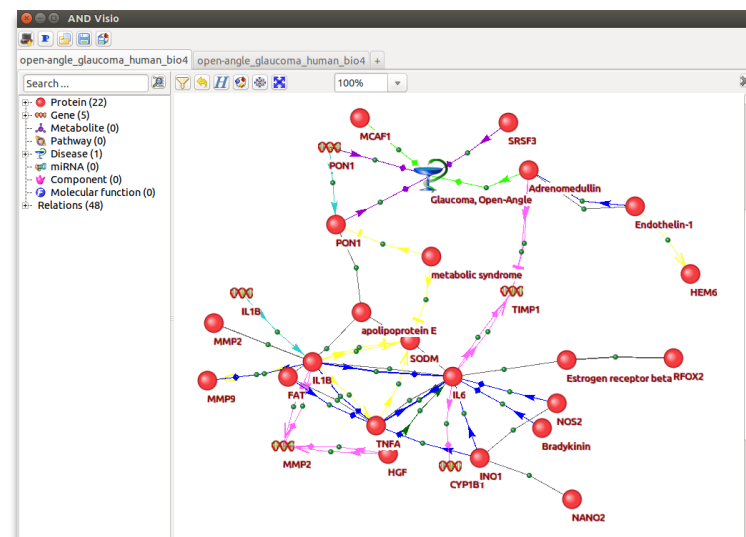 AND Visio
P
open-angle_glaucoma_human_bio4
open-angle_glaucoma_human_bio4
+
Search ...
H
100%
Protein (22)
Gene (5)
Metabolite (0)
Pathway (0)
Disease (1)
miRNA (0)
Component (0)
Molecular function (0)
Relations (48)
MCAF1
SRSF3
PON1
Adrenomedullin
Glaucoma, Open-Angle
Endothelin-1
PON1
metabolic syndrome
HEM6
IL1B
TIMP1
apolipoprotein E
MMP2
SODM
IL1B
Estrogen receptor beta
RFOX2
MMP9
FAT
IL6
NOS2
TNFA
Bradykinin
MMP2
HGF
CYP1B1
INO1
NANO2